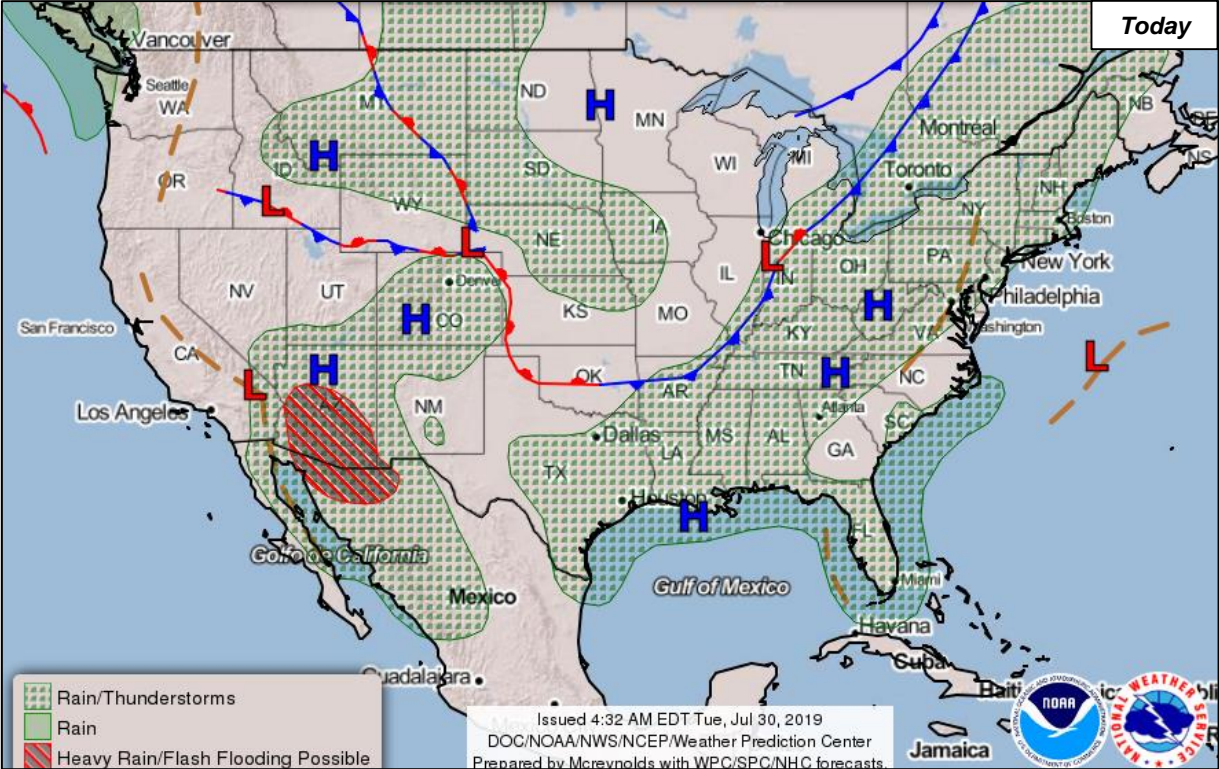 Today
Vancouver
Seattle
WA
MT
ND
MN
Montréal
NB
NS
OR
ID
SD
WI
MI
Toronto
NH
WY
NY
Boston
NE
IA
Chicago
PA
New York
NV
UT
Denver
IL
IN
OH
Philadelphia
San Francisco
CO
KS
MO
KY
VA
CA
OK
TN
NC
Los Angeles
AZ
NM
AR
Atlanta
SC
Dallas
MS
AL
GA
LA
TX
Houston
FL
Golfo de California
Gulf of Mexico
Miami
Mexico
Havana
Cuba
Guadalajara
Haiti
Jamaica
H
H
L
L
L
H
H
H
H
L
H
L
H
Rain/Thunderstorms
Rain
Heavy Rain/Flash Flooding Possible
Issued 4:32 AM EDT Tue, Jul 30, 2019
DOC/NOAA/NWS/NCEP/Weather Prediction Center
Prepared by Mcreynolds with WPC/SPC/NHC forecasts.
NOAA
NATIONAL WEATHER SERVICE